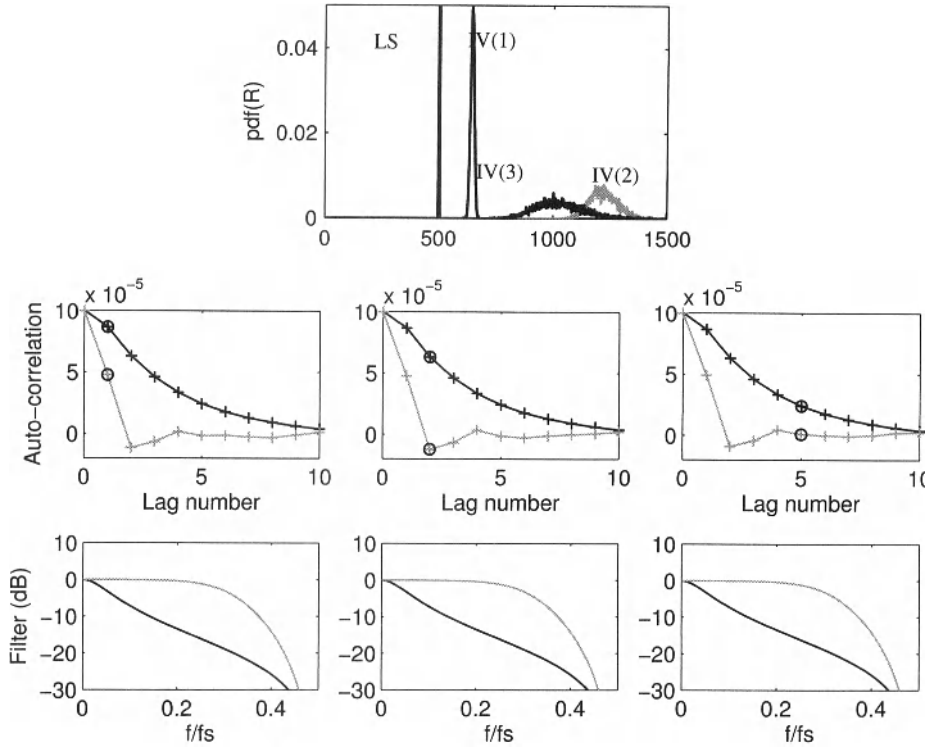 LS
IV(1)
IV(3)
IV(2)
pdf(R)
0.04
0.02
0
0 500 1000 1500
x 10⁻⁵ x 10⁻⁵ x 10⁻⁵
Auto-correlation
10 10 10
5 5 5
0 0 0
0 5 10 0 5 10 0 5 10
Lag number Lag number Lag number
Filter (dB)
10 10 10
0 0 0
-10 -10 -10
-20 -20 -20
-30 -30 -30
0 0.2 0.4 0 0.2 0.4 0 0.2 0.4
f/fs f/fs f/fs